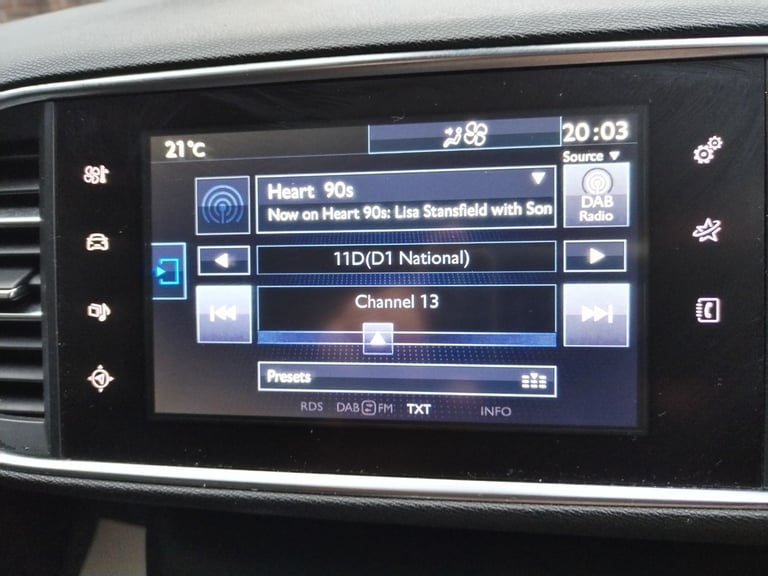 21°C
20:03
Source
Heart 90s
Now on Heart 90s: Lisa Stansfield with Son
DAB
Radio
11D(D1 National)
Channel 13
Presets
RDS DAB FM TXT INFO